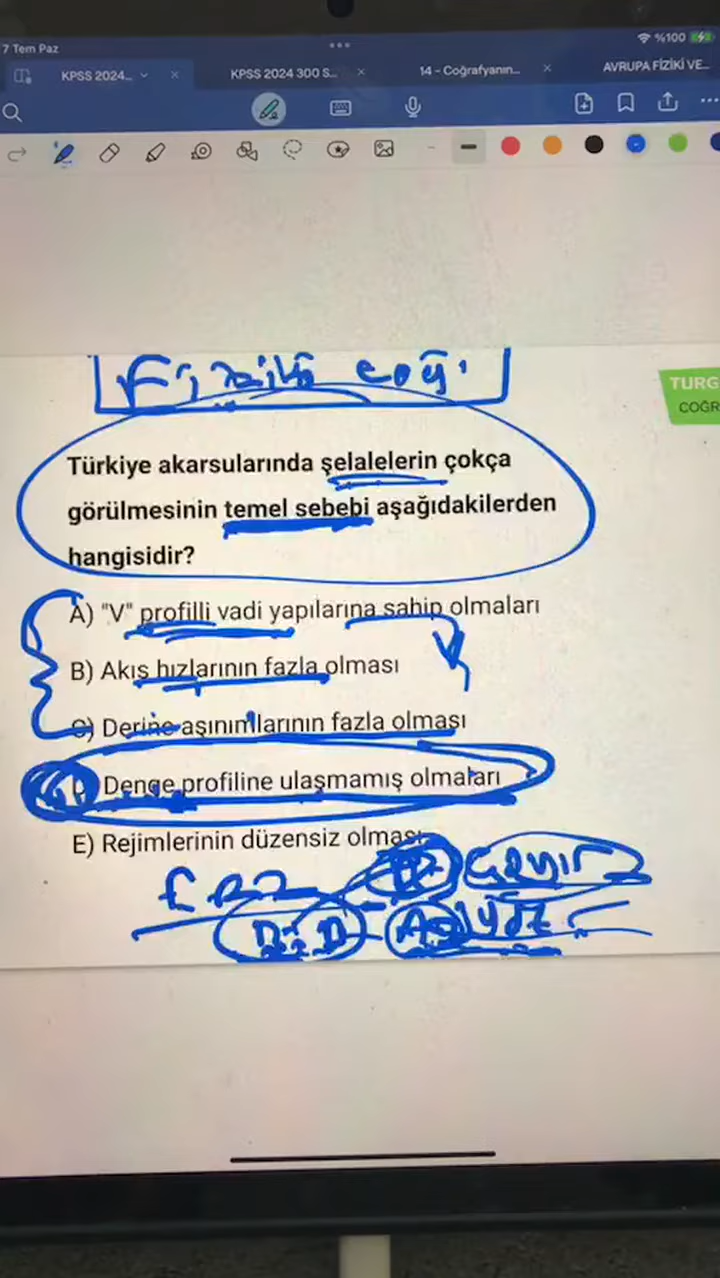 7 Tem Paz
%100
KPSS 2024...
KPSS 2024 300 S...
14 - Coğrafyanın...
AVRUPA FİZİKİ VE...
Fiziki coğ.
TURG
COĞR
Türkiye akarsularında şelalelerin çokça
görülmesinin temel sebebi aşağıdakilerden
hangisidir?
A) "V" profilli vadi yapılarına sahip olmaları
B) Akış hızlarının fazla olması
C) Derine aşınımlarının fazla olması
D) Denge profiline ulaşmamış olmaları
E) Rejimlerinin düzensiz olması